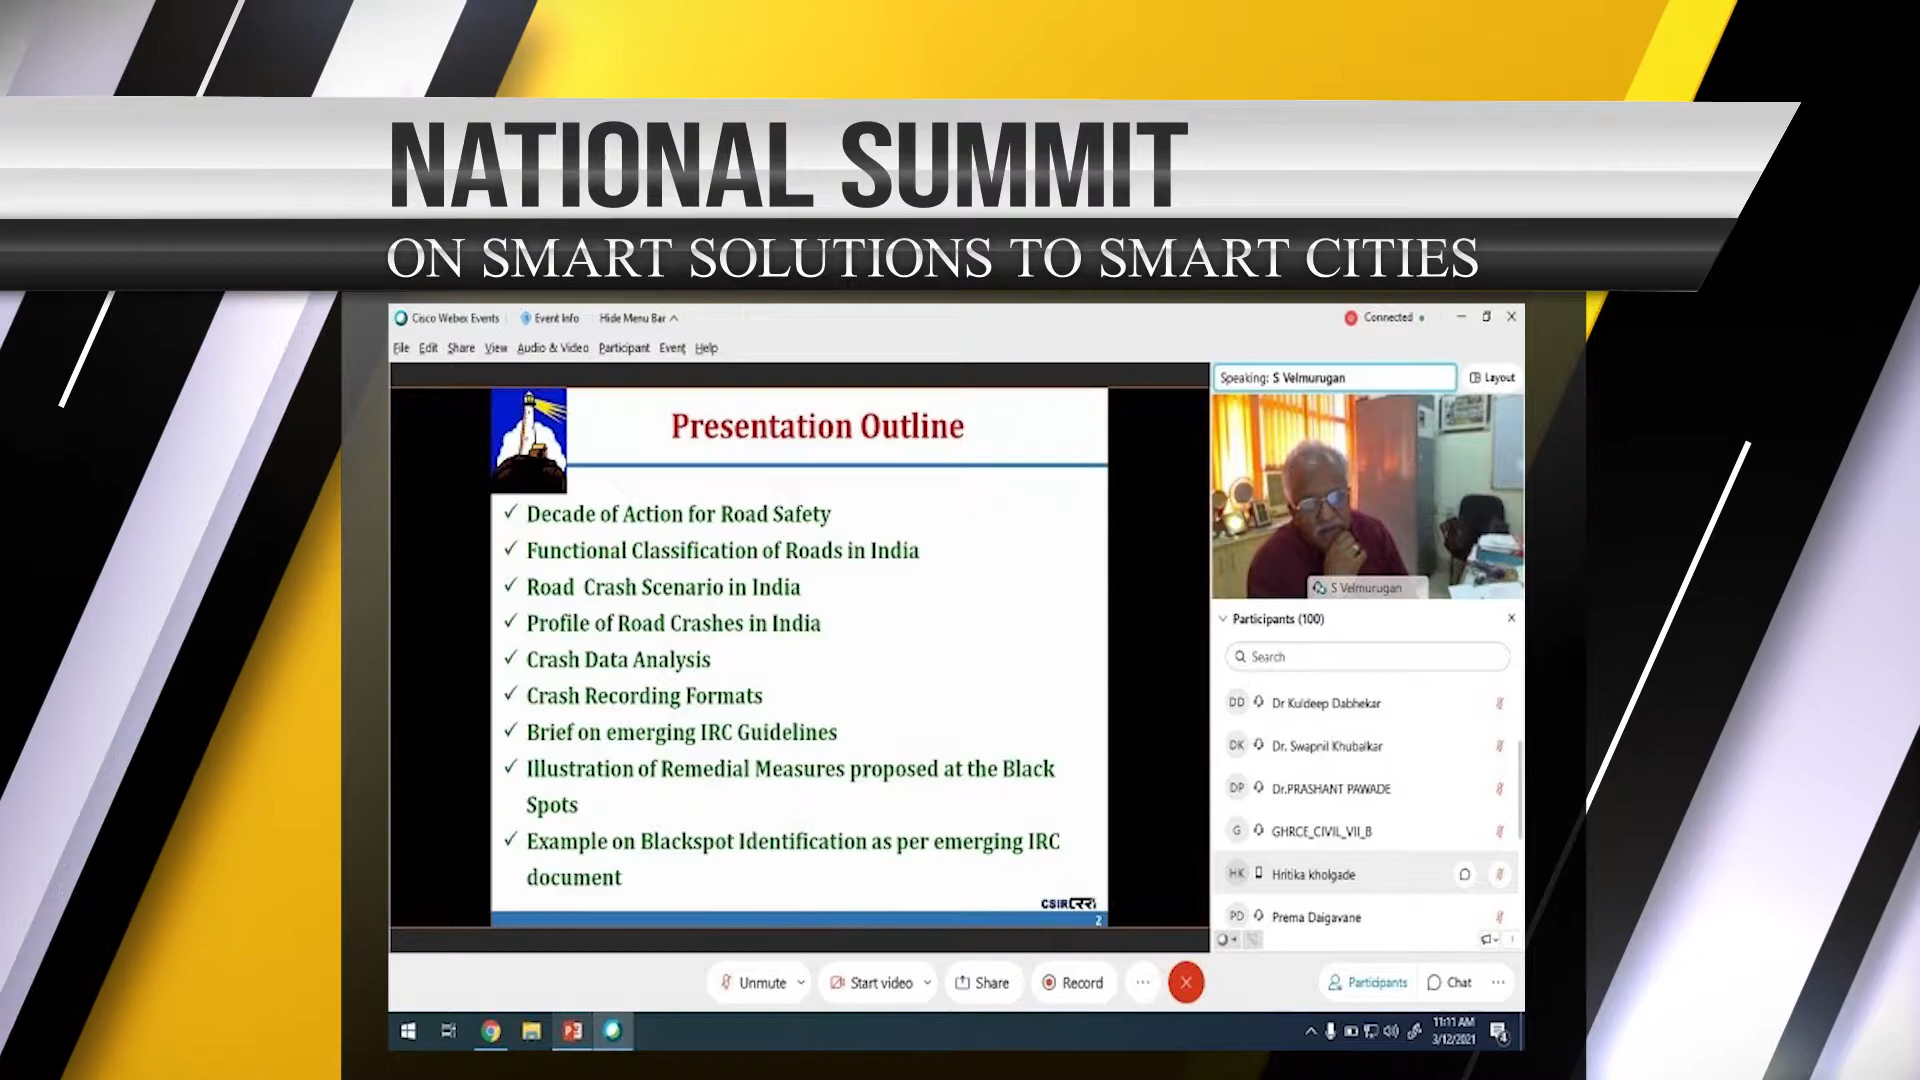 NATIONAL SUMMIT
ON SMART SOLUTIONS TO SMART CITIES
Cisco Webex Events Event Info Hide Menu Bar Connected
File Edit Share View Audio & Video Participant Event Help
Speaking: S Velmurugan Layout
Presentation Outline
✓ Decade of Action for Road Safety
✓ Functional Classification of Roads in India
✓ Road Crash Scenario in India
✓ Profile of Road Crashes in India
✓ Crash Data Analysis
✓ Crash Recording Formats
✓ Brief on emerging IRC Guidelines
✓ Illustration of Remedial Measures proposed at the Black
Spots
✓ Example on Blackspot Identification as per emerging IRC
document
CSIR
2
S Velmurugan
Participants (100)
Search
DD Dr Kuldeep Dabhekar
DK Dr. Swapnil Khubalkar
DP Dr.PRASHANT PAWADE
G GHRCE_CIVIL_VII_B
HK Hritika kholgade
PD Prema Daigavane
Unmute Start video Share Record Participants Chat
11:11 AM
3/12/2021
4